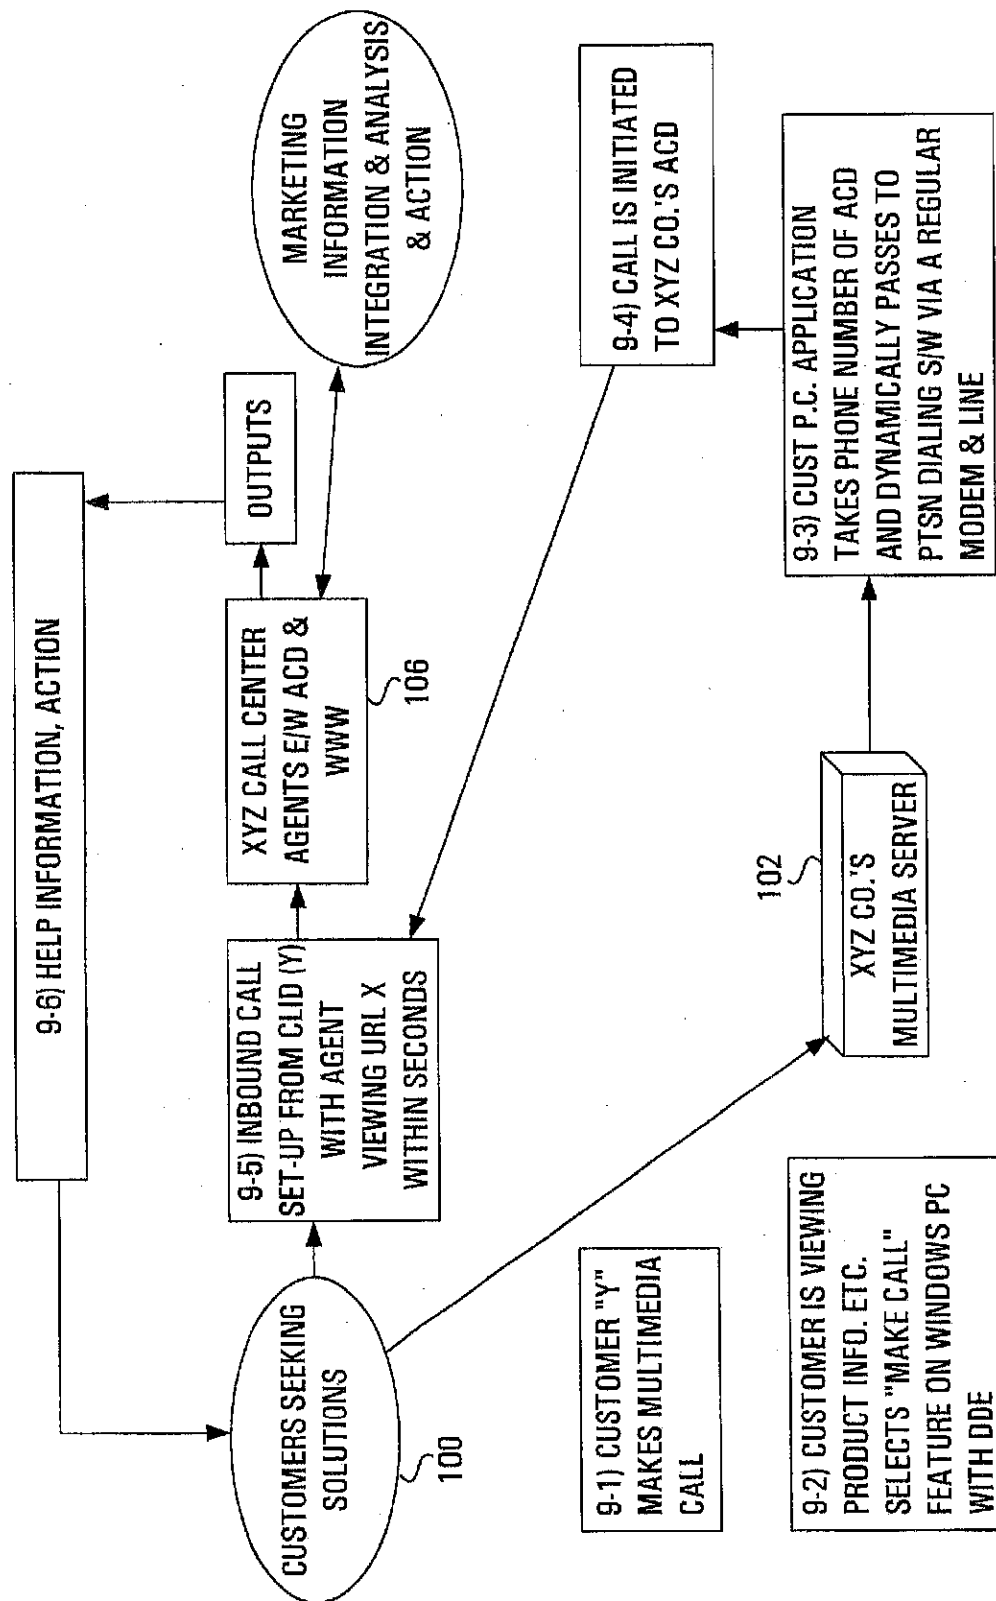 9-6) HELP INFORMATION, ACTION
CUSTOMERS SEEKING
SOLUTIONS
100
9-5) INBOUND CALL
SET-UP FROM CLID (Y)
WITH AGENT
VIEWING URL X
WITHIN SECONDS
XYZ CALL CENTER
AGENTS E/W ACD &
WWW
106
OUTPUTS
MARKETING
INFORMATION
INTEGRATION & ANALYSIS
& ACTION
9-1) CUSTOMER "Y"
MAKES MULTIMEDIA
CALL
9-4) CALL IS INITIATED
TO XYZ CO.'S ACD
9-2) CUSTOMER IS VIEWING
PRODUCT INFO. ETC.
SELECTS "MAKE CALL"
FEATURE ON WINDOWS PC
WITH DDE
102
XYZ CO.'S
MULTIMEDIA SERVER
9-3) CUST P.C. APPLICATION
TAKES PHONE NUMBER OF ACD
AND DYNAMICALLY PASSES TO
PTSN DIALING S/W VIA A REGULAR
MODEM & LINE